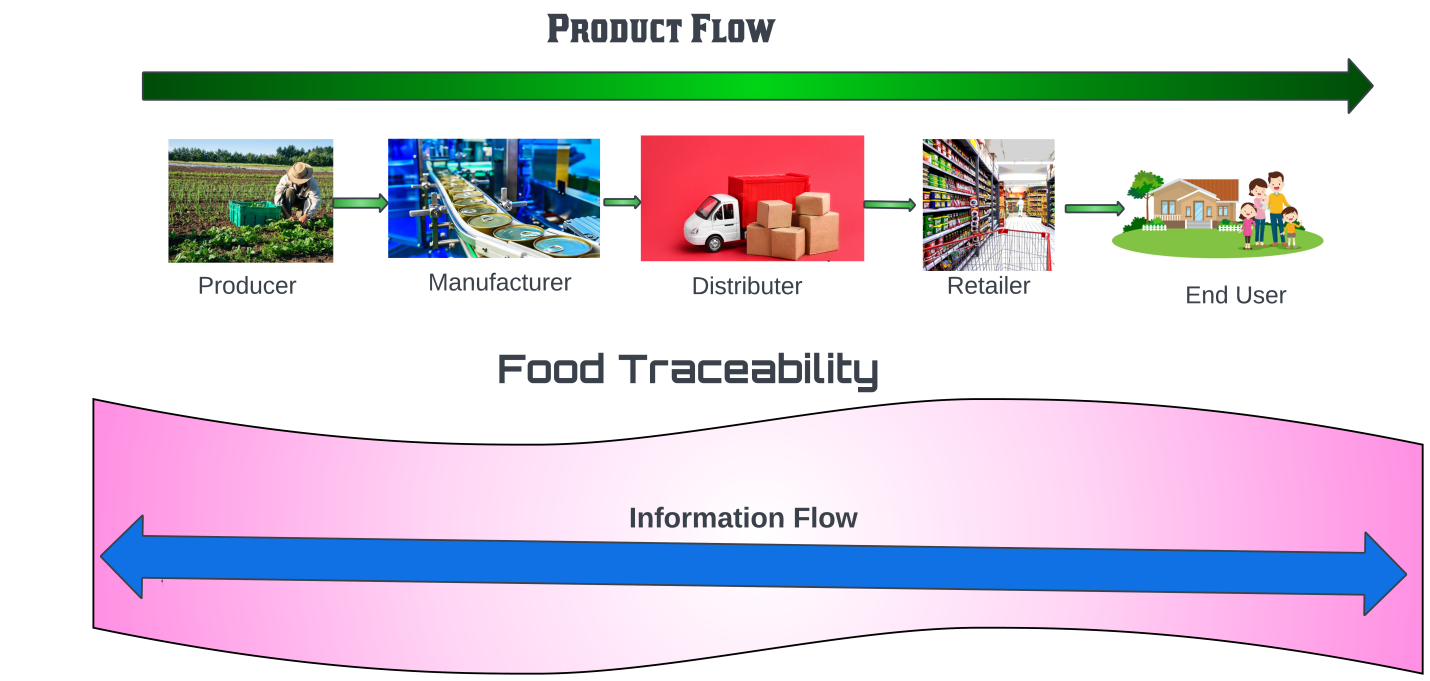 Product Flow
Producer
Manufacturer
Distributer
Retailer
End User
Food Traceability
Information Flow